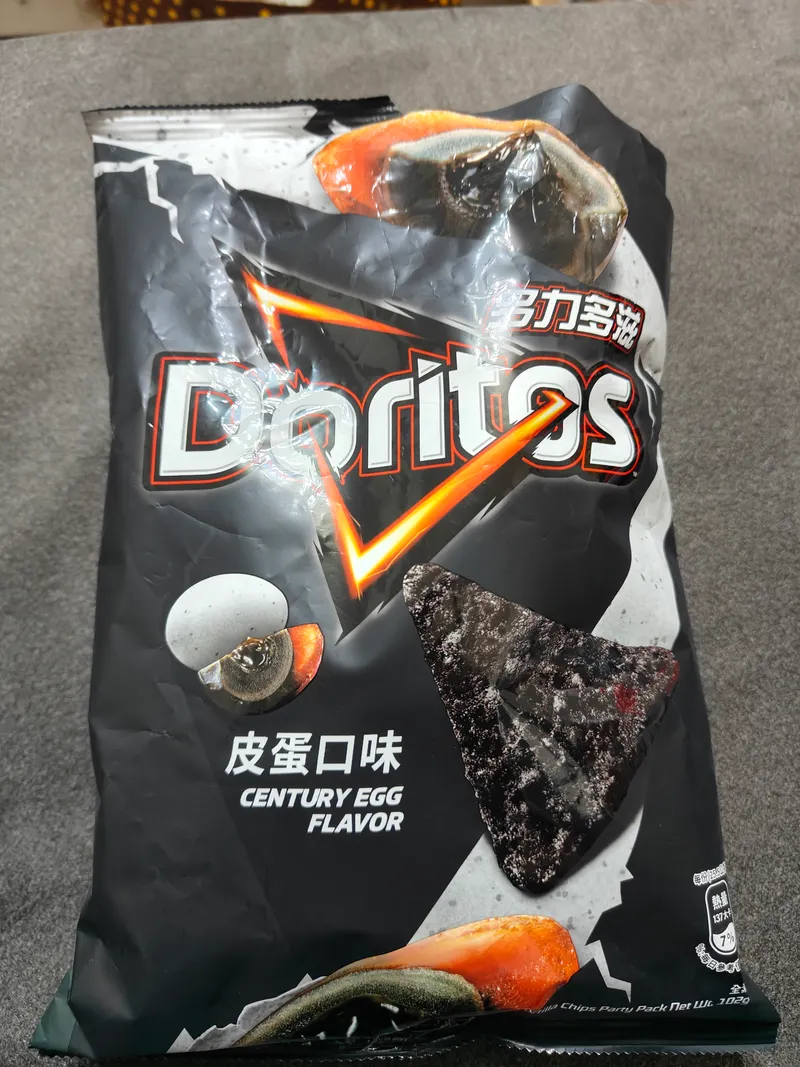 多力多滋
Doritos
皮蛋口味
CENTURY EGG
FLAVOR
熱量
137大卡
7%
Chips Party Pack Net Wt. 102g